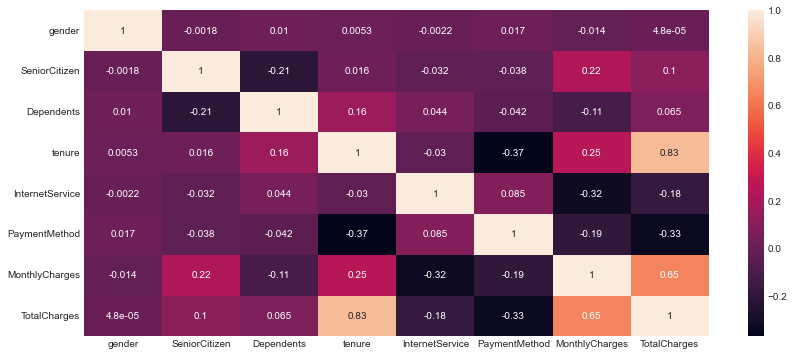 gender 1 -0.0018 0.01 0.0053 -0.0022 0.017 -0.014 4.8e-05
SeniorCitizen -0.0018 1 -0.21 0.016 -0.032 -0.038 0.22 0.1
Dependents 0.01 -0.21 1 0.16 0.044 -0.042 -0.11 0.065
tenure 0.0053 0.016 0.16 1 -0.03 -0.37 0.25 0.83
InternetService -0.0022 -0.032 0.044 -0.03 1 0.085 -0.32 -0.18
PaymentMethod 0.017 -0.038 -0.042 -0.37 0.085 1 -0.19 -0.33
MonthlyCharges -0.014 0.22 -0.11 0.25 -0.32 -0.19 1 0.65
TotalCharges 4.8e-05 0.1 0.065 0.83 -0.18 -0.33 0.65 1
gender SeniorCitizen Dependents tenure InternetService PaymentMethod MonthlyCharges TotalCharges
1.0
0.8
0.6
0.4
0.2
0.0
−0.2